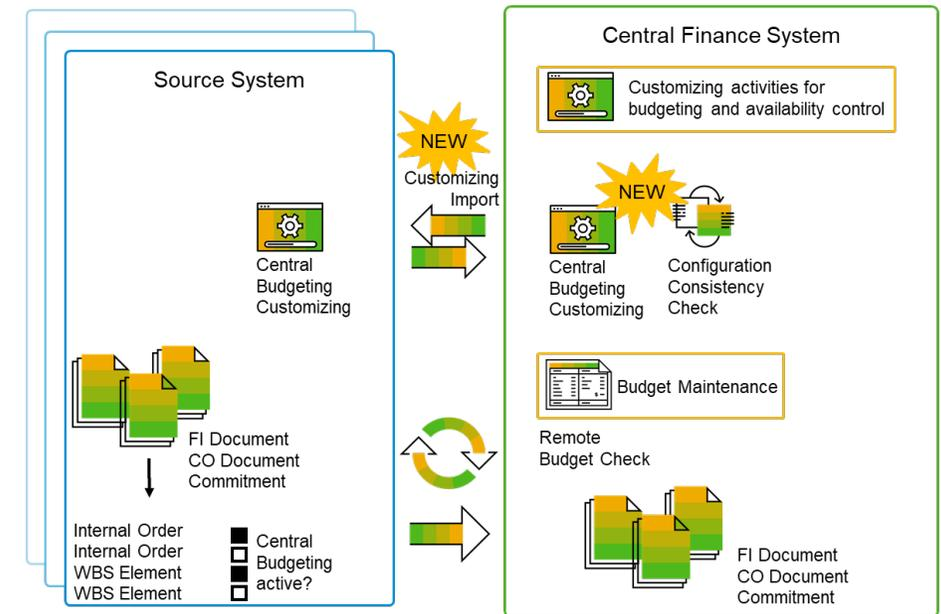 Source System
Central
Budgeting
Customizing
FI Document
CO Document
Commitment
Internal Order
Internal Order
WBS Element
WBS Element
Central
Budgeting
active?
NEW
Customizing
Import
Central Finance System
Customizing activities for
budgeting and availability control
NEW
Central
Budgeting
Customizing
Configuration
Consistency
Check
Budget Maintenance
Remote
Budget Check
FI Document
CO Document
Commitment